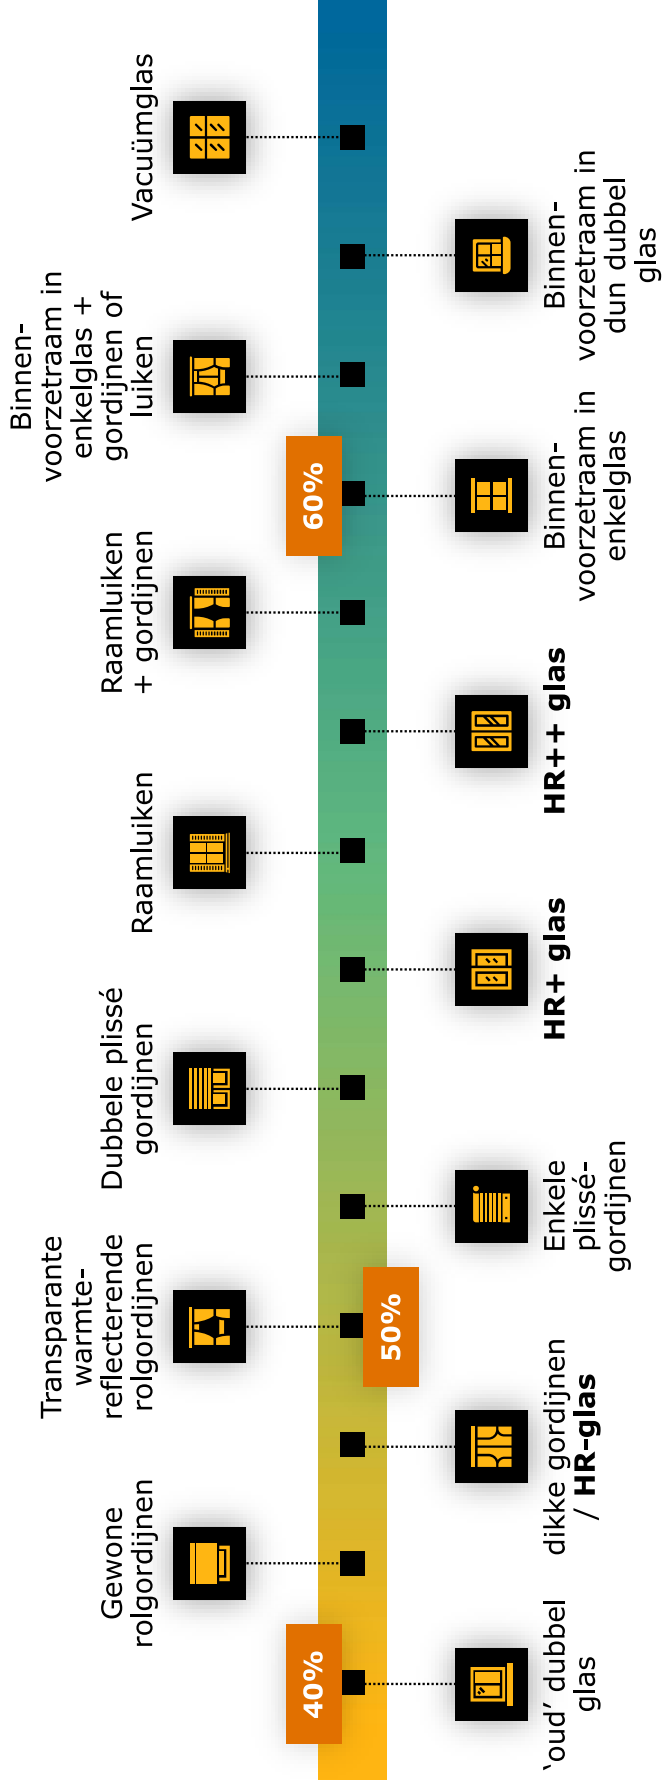 'oud' dubbel
glas
40%
Gewone
rolgordijnen
dikke gordijnen
/ HR-glas
Transparante
warmte-
reflecterende
rolgordijnen
50%
Enkele
plissé-
gordijnen
Dubbele plissé
gordijnen
HR+ glas
Raamluiken
HR++ glas
Raamluiken
+ gordijnen
Binnen-
voorzetraam in
enkelglas
60%
Binnen-
voorzetraam in
enkelglas +
gordijnen of
luiken
Binnen-
voorzetraam in
dun dubbel
glas
Vacuümglas